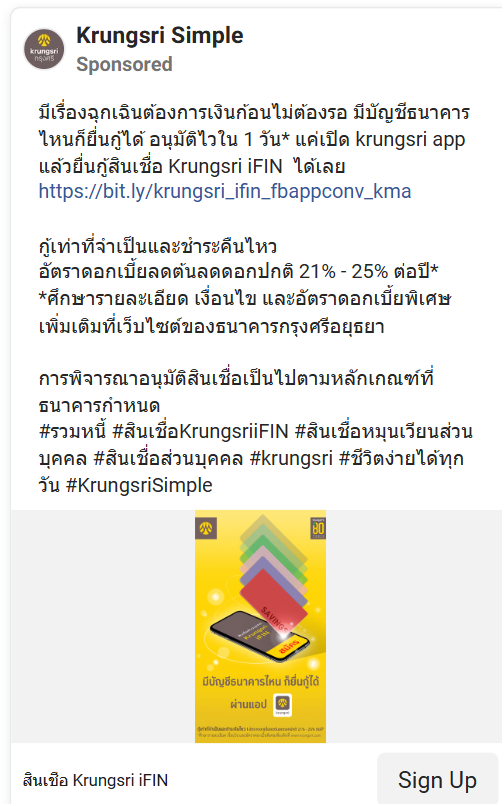 Krungsri Simple
Sponsored
krungsri
กรุงศรี
มีเรื่องฉุกเฉินต้องการเงินก้อนไม่ต้องรอ มีบัญชีธนาคาร
ไหนก็ยื่นกู้ได้ อนุมัติไวใน 1 วัน* แค่เปิด krungsri app
แล้วยื่นกู้สินเชื่อ Krungsri iFIN ได้เลย
https://bit.ly/krungsri_ifin_fbappconv_kma
กู้เท่าที่จำเป็นและชำระคืนไหว
อัตราดอกเบี้ยลดต้นลดดอกปกติ 21% - 25% ต่อปี*
*ศึกษารายละเอียด เงื่อนไข และอัตราดอกเบี้ยพิเศษ
เพิ่มเติมที่เว็บไซต์ของธนาคารกรุงศรีอยุธยา
การพิจารณาอนุมัติสินเชื่อเป็นไปตามหลักเกณฑ์ที่
ธนาคารกำหนด
#รวมหนี้ #สินเชื่อKrungsriiFIN #สินเชื่อหมุนเวียนส่วน
บุคคล #สินเชื่อส่วนบุคคล #krungsri #ชีวิตง่ายได้ทุก
วัน #KrungsriSimple
SAVINGS
Krungsri
iFIN
สมัคร
มีบัญชีธนาคารไหน ก็ยื่นกู้ได้
ผ่านแอป
krungsri
สินเชื่อ Krungsri iFIN
Sign Up